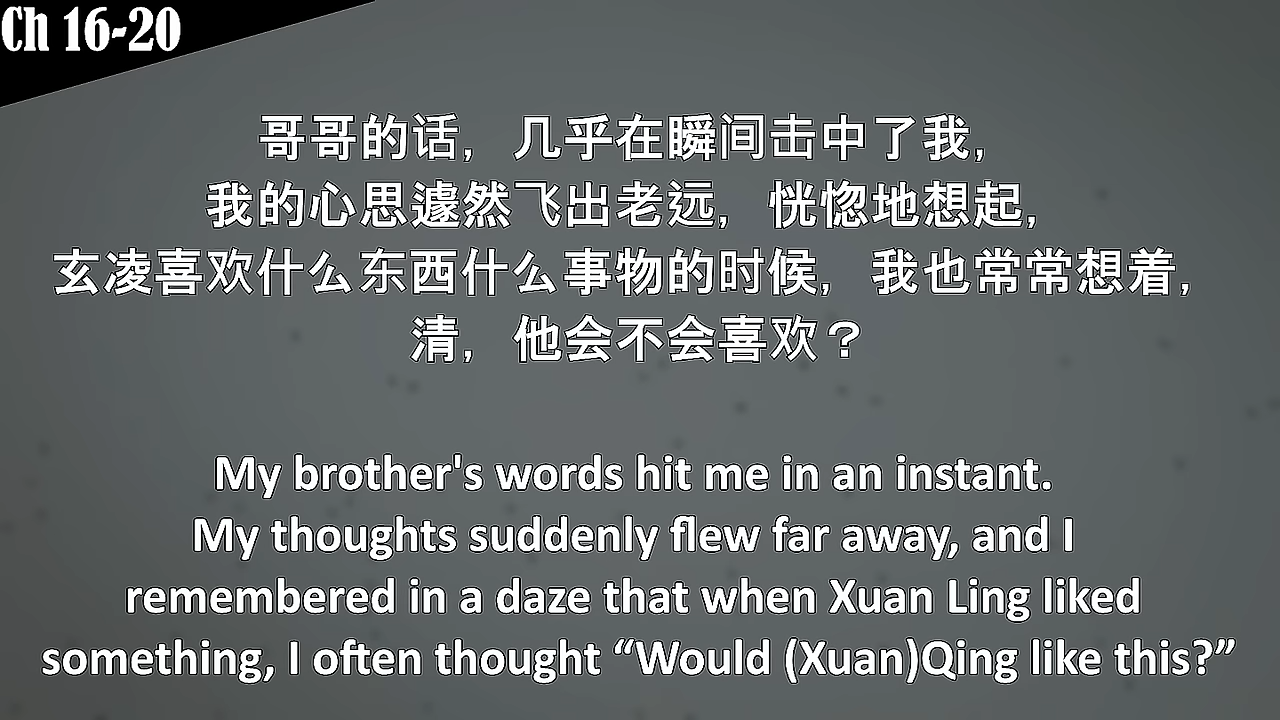 Ch 16-20
哥哥的话，几乎在瞬间击中了我，
我的心思遽然飞出老远，恍惚地想起，
玄凌喜欢什么东西什么事物的时候，我也常常想着，
清，他会不会喜欢？
My brother's words hit me in an instant.
My thoughts suddenly flew far away, and I
remembered in a daze that when Xuan Ling liked
something, I often thought “Would (Xuan)Qing like this?”